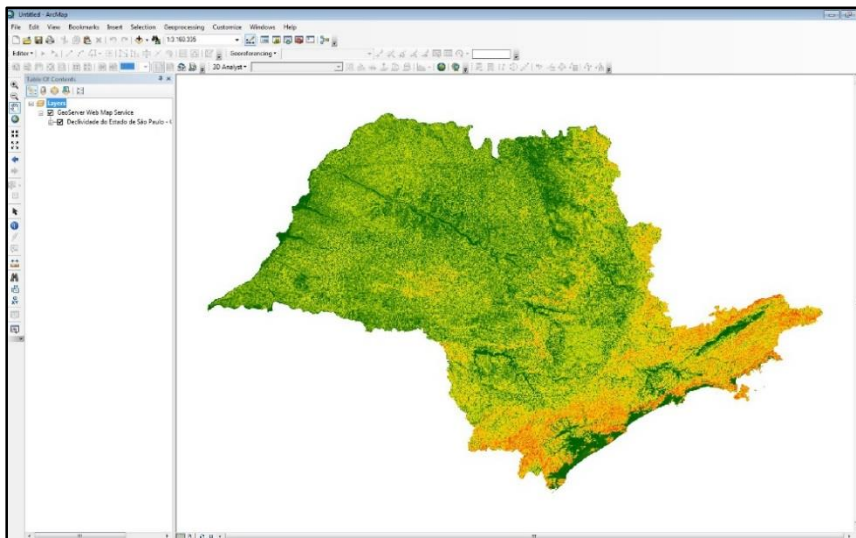 Untitled - ArcMap
File Edit View Bookmarks Insert Selection Geoprocessing Customize Windows Help
1:3.160.335
Editor Georeferencing
3D Analyst
Table Of Contents
Layers
GeoServer Web Map Service
Declividade do Estado de São Paulo -